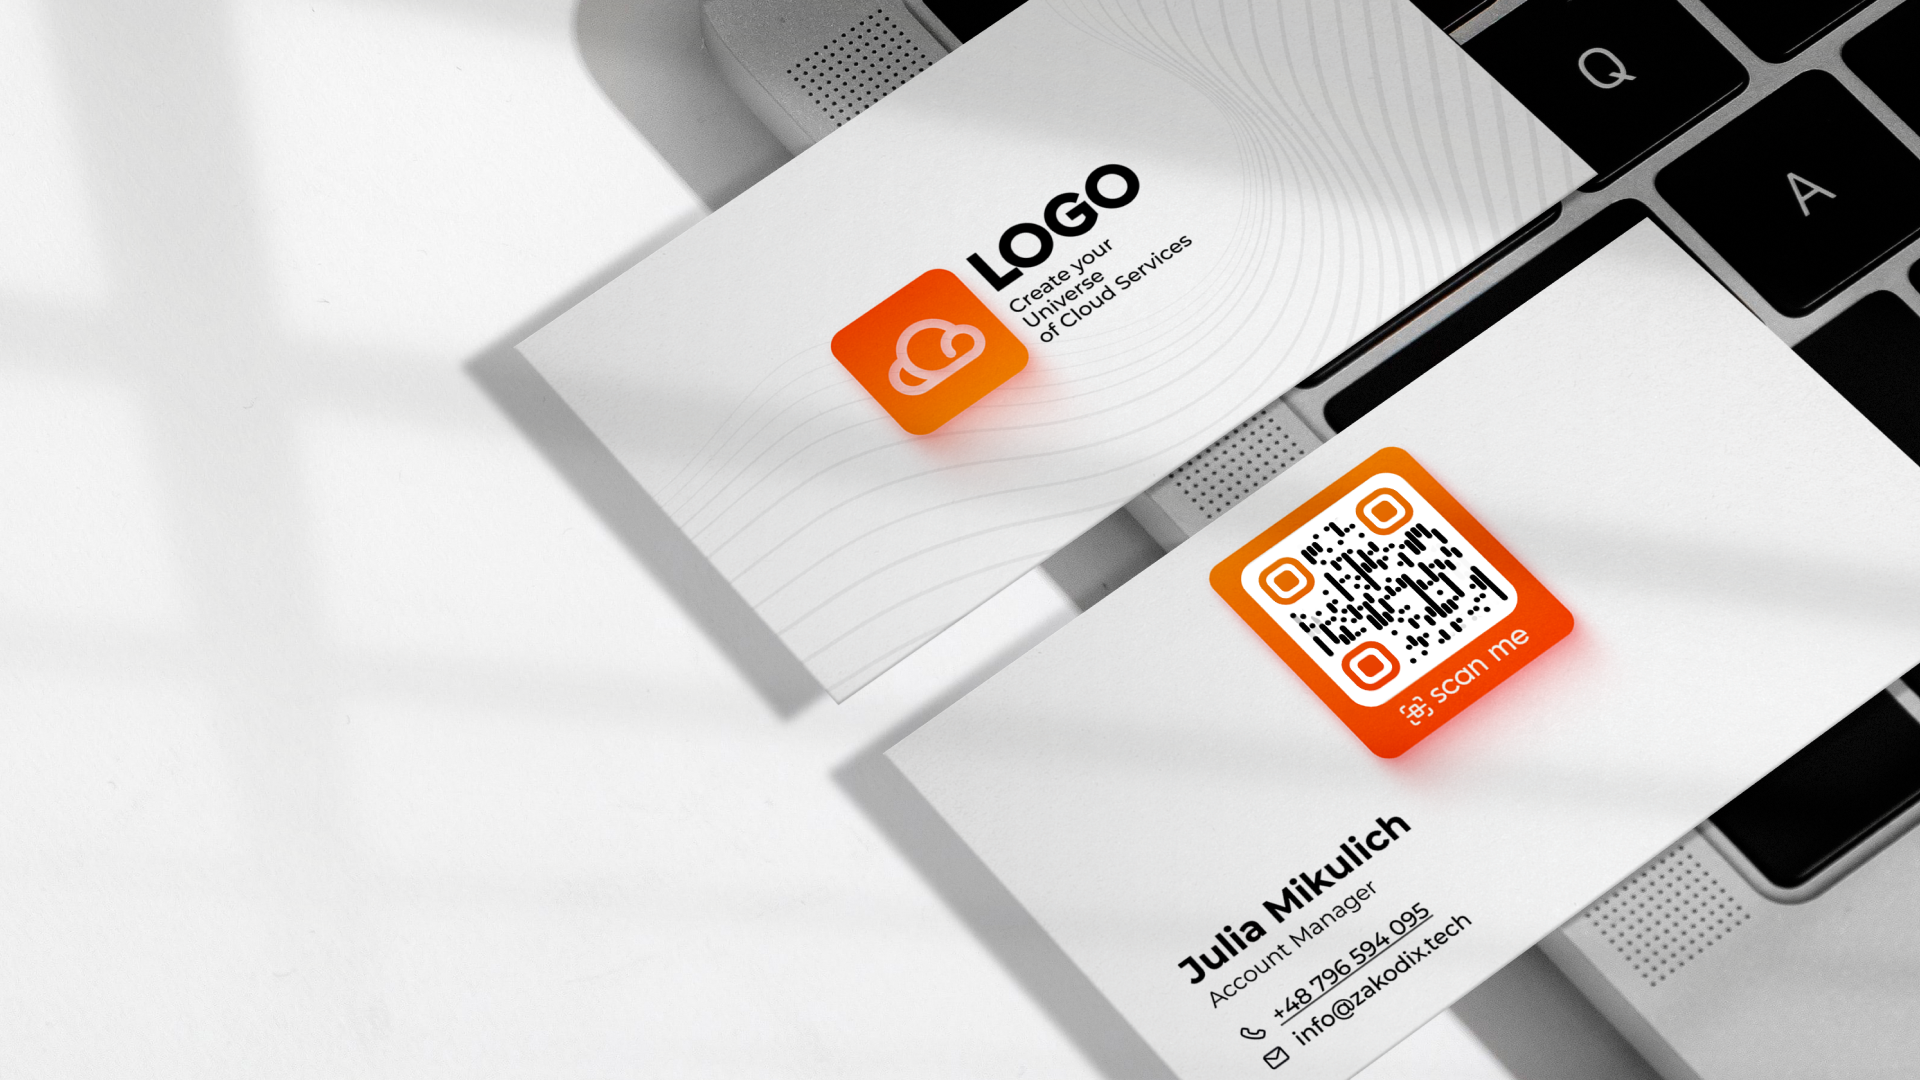 LOGO
Create your
Universe
of Cloud Services
Q
A
scan me
Julia Mikulich
Account Manager
+48 796 594 095
info@zakodix.tech